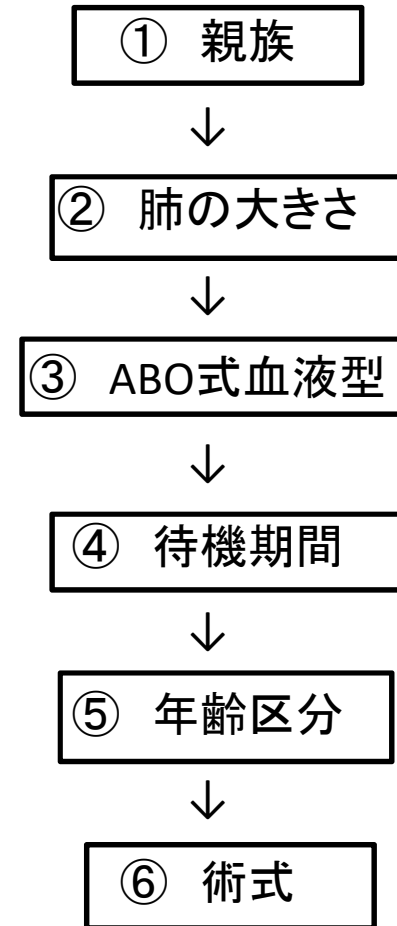 ① 親族
↓
② 肺の大きさ
↓
③ ABO式血液型
↓
④ 待機期間
↓
⑤ 年齢区分
↓
⑥ 術式